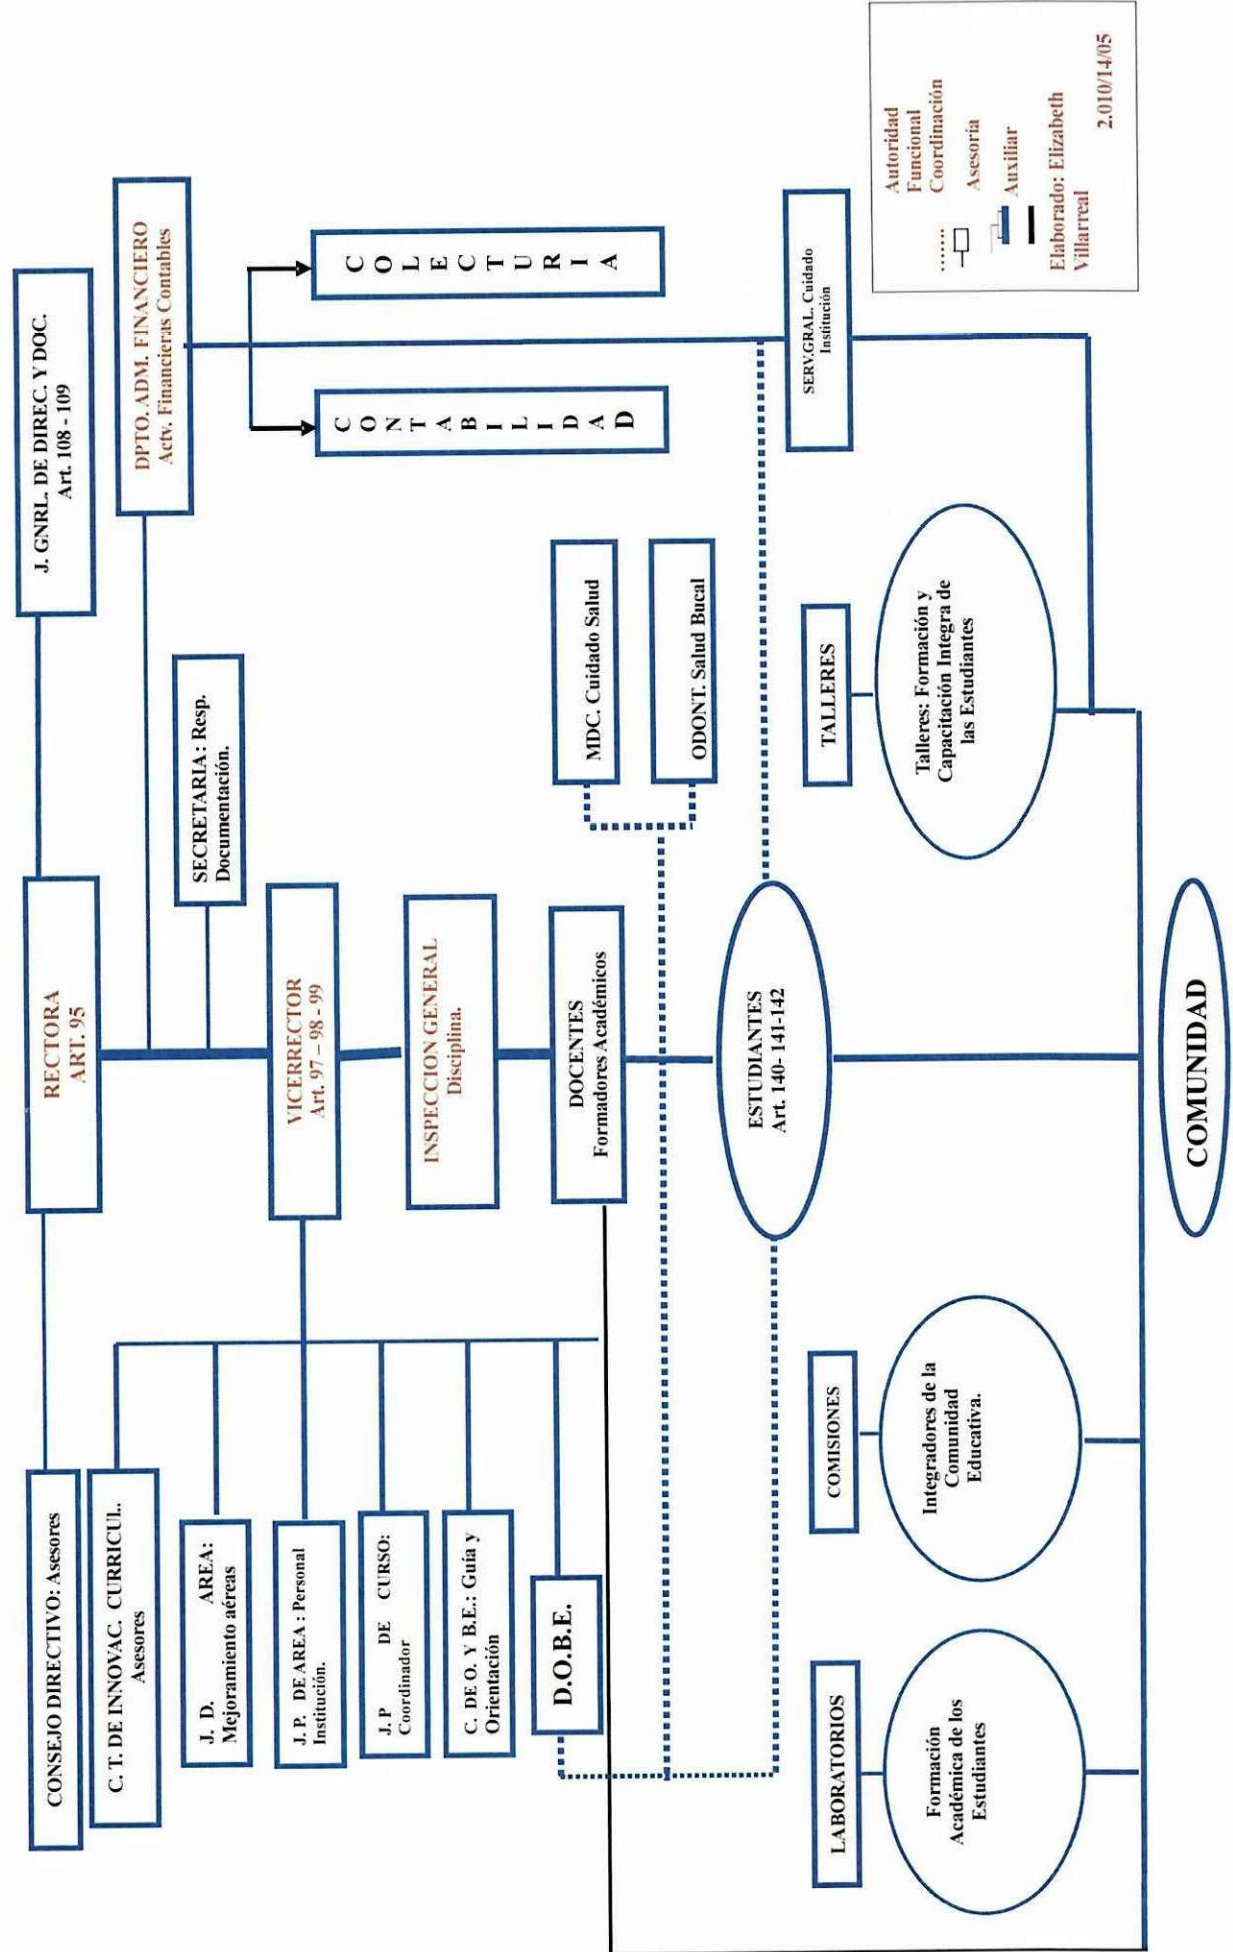 RECTORA
ART. 95
J. GNRL. DE DIREC. Y DOC.
Art. 108 - 109
CONSEJO DIRECTIVO: Asesores
C. T. DE INNOVAC. CURRICUL.
Asesores
DPTO. ADM. FINANCIERO
Actv. Financieras Contables
SECRETARIA : Resp.
Documentación.
J. D. AREA:
Mejoramiento aéreas
VICERRECTOR
Art. 97 – 98 - 99
J. P. DE AREA : Personal
Institución.
CONTABILIDAD
COLECTURIA
J. P DE CURSO:
Coordinador
INSPECCION GENERAL
Disciplina.
C. DE O. Y B.E.: Guía y
Orientación
D.O.B.E.
DOCENTES
Formadores Académicos
MDC. Cuidado Salud
ODONT. Salud Bucal
ESTUDIANTES
Art. 140- 141-142
SERV.GRAL. Cuidado
Institución
LABORATORIOS
Formación
Académica de los
Estudiantes
COMISIONES
Integradores de la
Comunidad
Educativa.
TALLERES
Talleres: Formación y
Capacitación Integra de
las Estudiantes
Autoridad
Funcional
Coordinación
Asesoría
Auxiliar
Elaborado: Elizabeth
Villarreal
2.010/14/05
COMUNIDAD